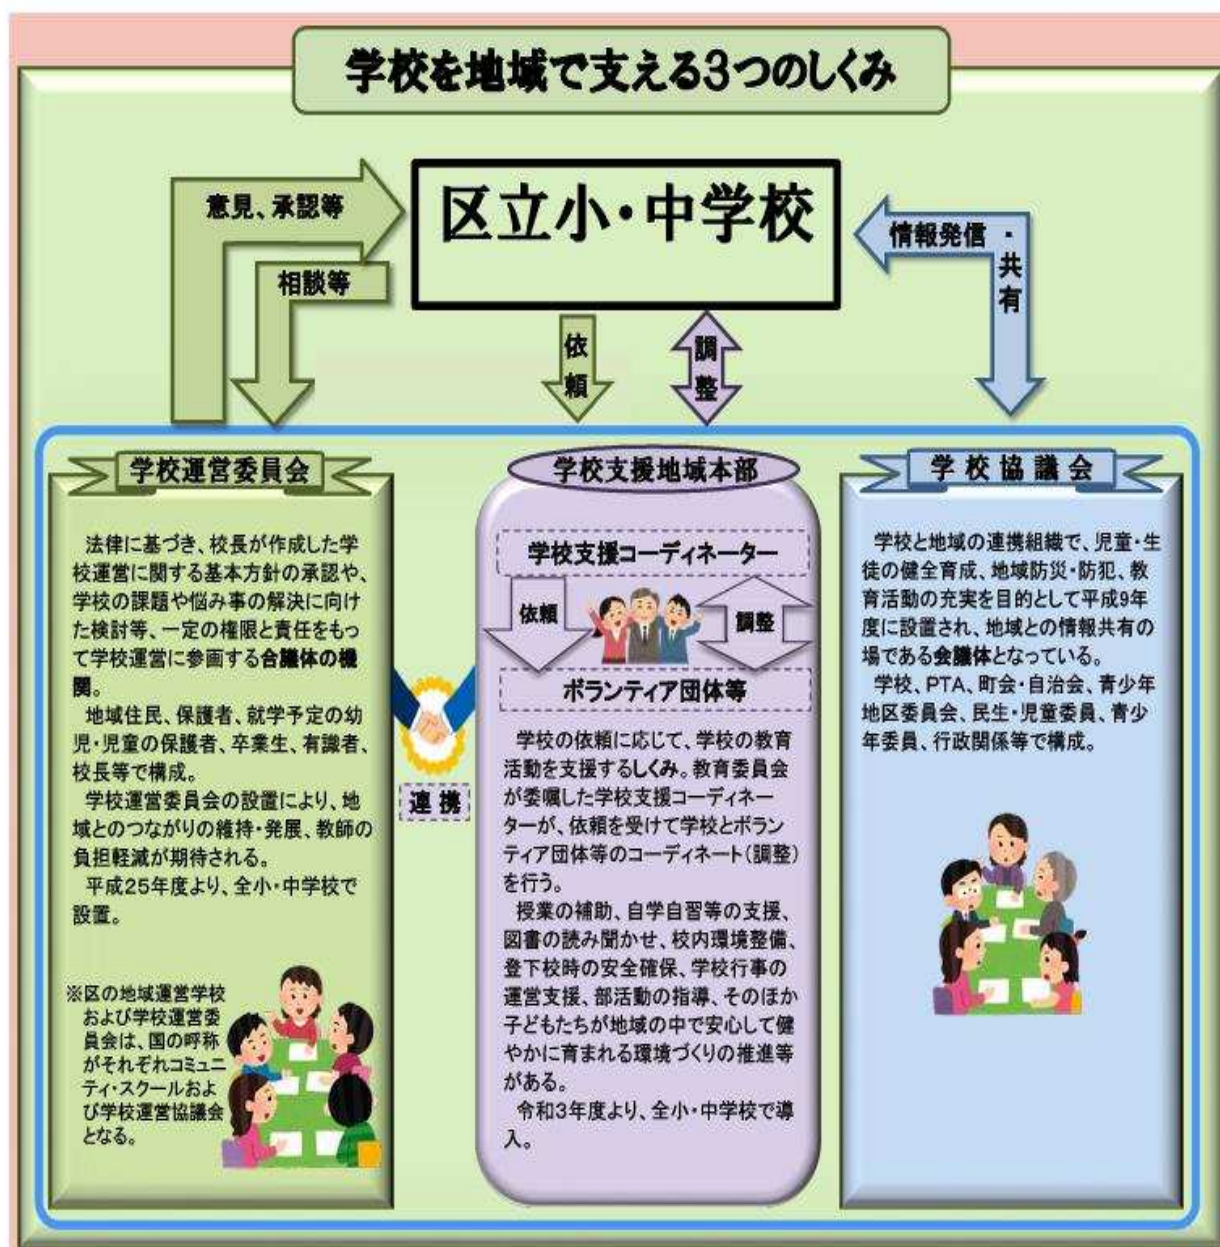 学校を地域で支える3つのしくみ
区立小・中学校
意見、承認等
相談等
依頼
調整
情報発信・共有
学校運営委員会
法律に基づき、校長が作成した学
校運営に関する基本方針の承認や、
学校の課題や悩み事の解決に向け
た検討等、一定の権限と責任をもっ
て学校運営に参画する合議体の機
関。
地域住民、保護者、就学予定の幼
児・児童の保護者、卒業生、有識者、
校長等で構成。
学校運営委員会の設置により、地
域とのつながりの維持・発展、教師の
負担軽減が期待される。
平成25年度より、全小・中学校で
設置。
※区の地域運営学校
および学校運営委
員会は、国の呼称
がそれぞれコミュニ
ティ・スクールおよ
び学校運営協議会
となる。
連携
学校支援地域本部
学校支援コーディネーター
依頼
調整
ボランティア団体等
学校の依頼に応じて、学校の教育
活動を支援するしくみ。教育委員会
が委嘱した学校支援コーディネー
ターが、依頼を受けて学校とボラン
ティア団体等のコーディネート(調整)
を行う。
授業の補助、自学自習等の支援、
図書の読み聞かせ、校内環境整備、
登下校時の安全確保、学校行事の
運営支援、部活動の指導、そのほか
子どもたちが地域の中で安心して健
やかに育まれる環境づくりの推進等
がある。
令和3年度より、全小・中学校で導
入。
学校協議会
学校と地域の連携組織で、児童・生
徒の健全育成、地域防災・防犯、教
育活動の充実を目的として平成9年
度に設置され、地域との情報共有の
場である会議体となっている。
学校、PTA、町会・自治会、青少年
地区委員会、民生・児童委員、青少
年委員、行政関係等で構成。